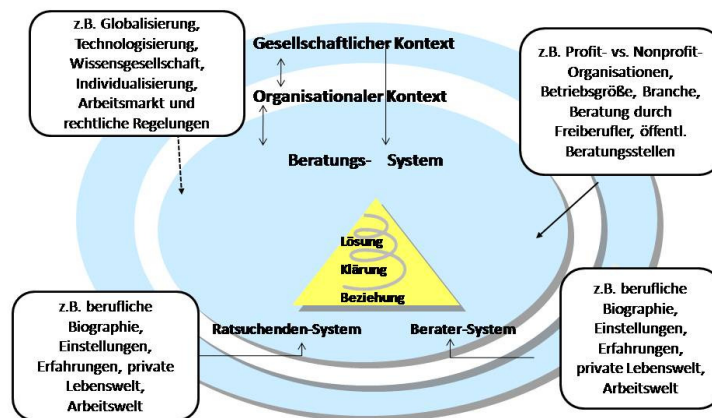 z.B. Globalisierung,
Technologisierung,
Wissensgesellschaft,
Individualisierung,
Arbeitsmarkt und
rechtliche Regelungen
Gesellschaftlicher Kontext
Organisationaler Kontext
Beratungs- System
z.B. Profit- vs. Nonprofit-
Organisationen,
Betriebsgröße, Branche,
Beratung durch
Freiberufler, öffentl.
Beratungsstellen
Lösung
Klärung
Beziehung
Ratsuchenden-System
Berater-System
z.B. berufliche
Biographie,
Einstellungen,
Erfahrungen, private
Lebenswelt,
Arbeitswelt
z.B. berufliche
Biographie,
Einstellungen,
Erfahrungen,
private Lebenswelt,
Arbeitswelt